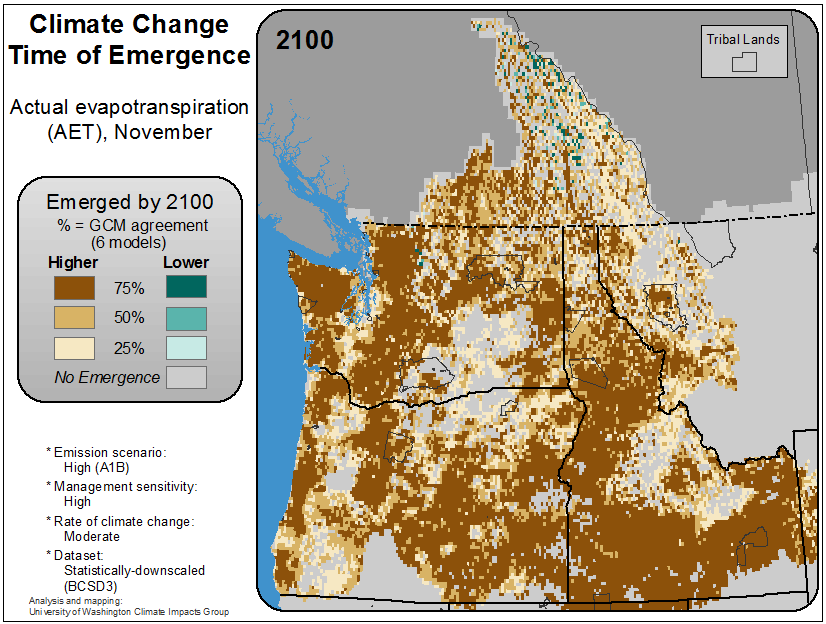 Climate Change
Time of Emergence
Actual evapotranspiration
(AET), November
Emerged by 2100
% = GCM agreement
(6 models)
Higher Lower
75%
50%
25%
No Emergence
* Emission scenario:
High (A1B)
* Management sensitivity:
High
* Rate of climate change:
Moderate
* Dataset:
Statistically-downscaled
(BCSD3)
Analysis and mapping:
University of Washington Climate Impacts Group
2100
Tribal Lands